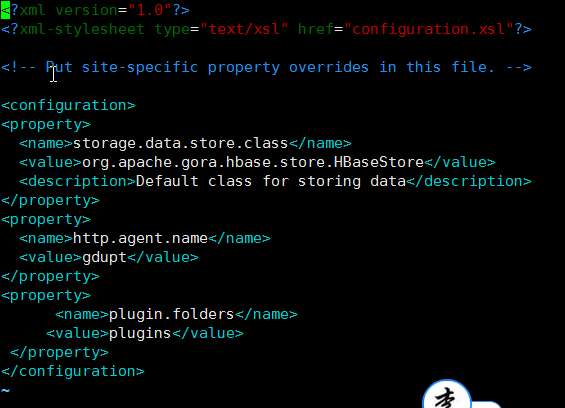 <?xml version="1.0"?>
<?xml-stylesheet type="text/xsl" href="configuration.xsl"?>
<!-- Put site-specific property overrides in this file. -->
<configuration>
<property>
<name>storage.data.store.class</name>
<value>org.apache.gora.hbase.store.HBaseStore</value>
<description>Default class for storing data</description>
</property>
<property>
<name>http.agent.name</name>
<value>gdupt</value>
</property>
<property>
<name>plugin.folders</name>
<value>plugins</value>
</property>
</configuration>
~